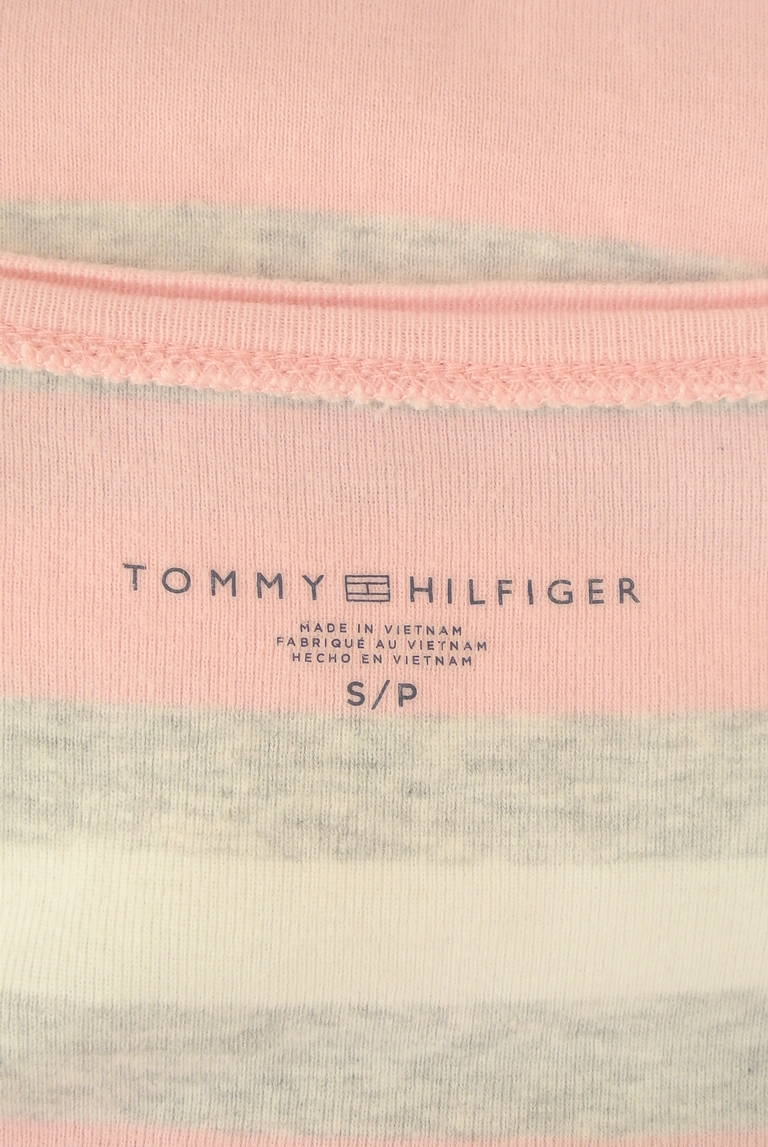 TOMMY HILFIGER
MADE IN VIETNAM
FABRIQUÉ AU VIETNAM
HECHO EN VIETNAM
S/P